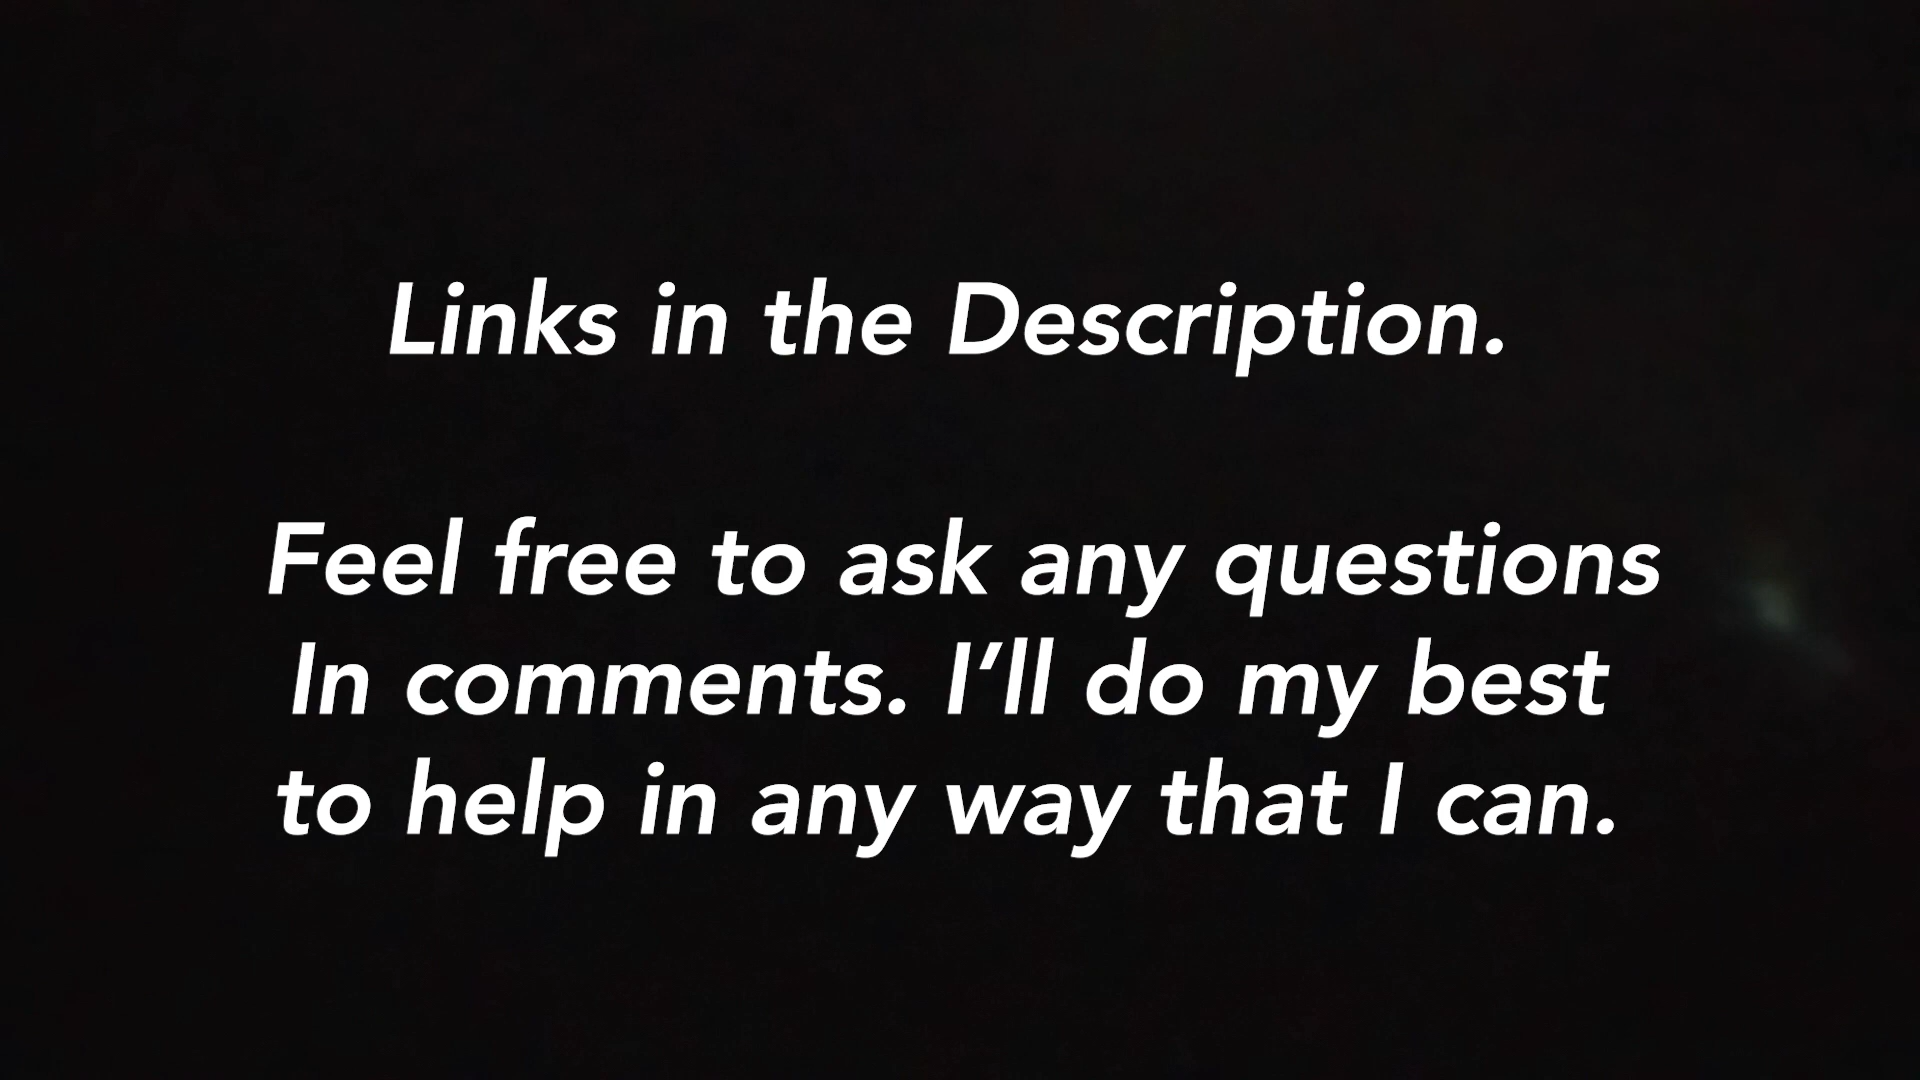 Links in the Description.
Feel free to ask any questions
In comments. I’ll do my best
to help in any way that I can.